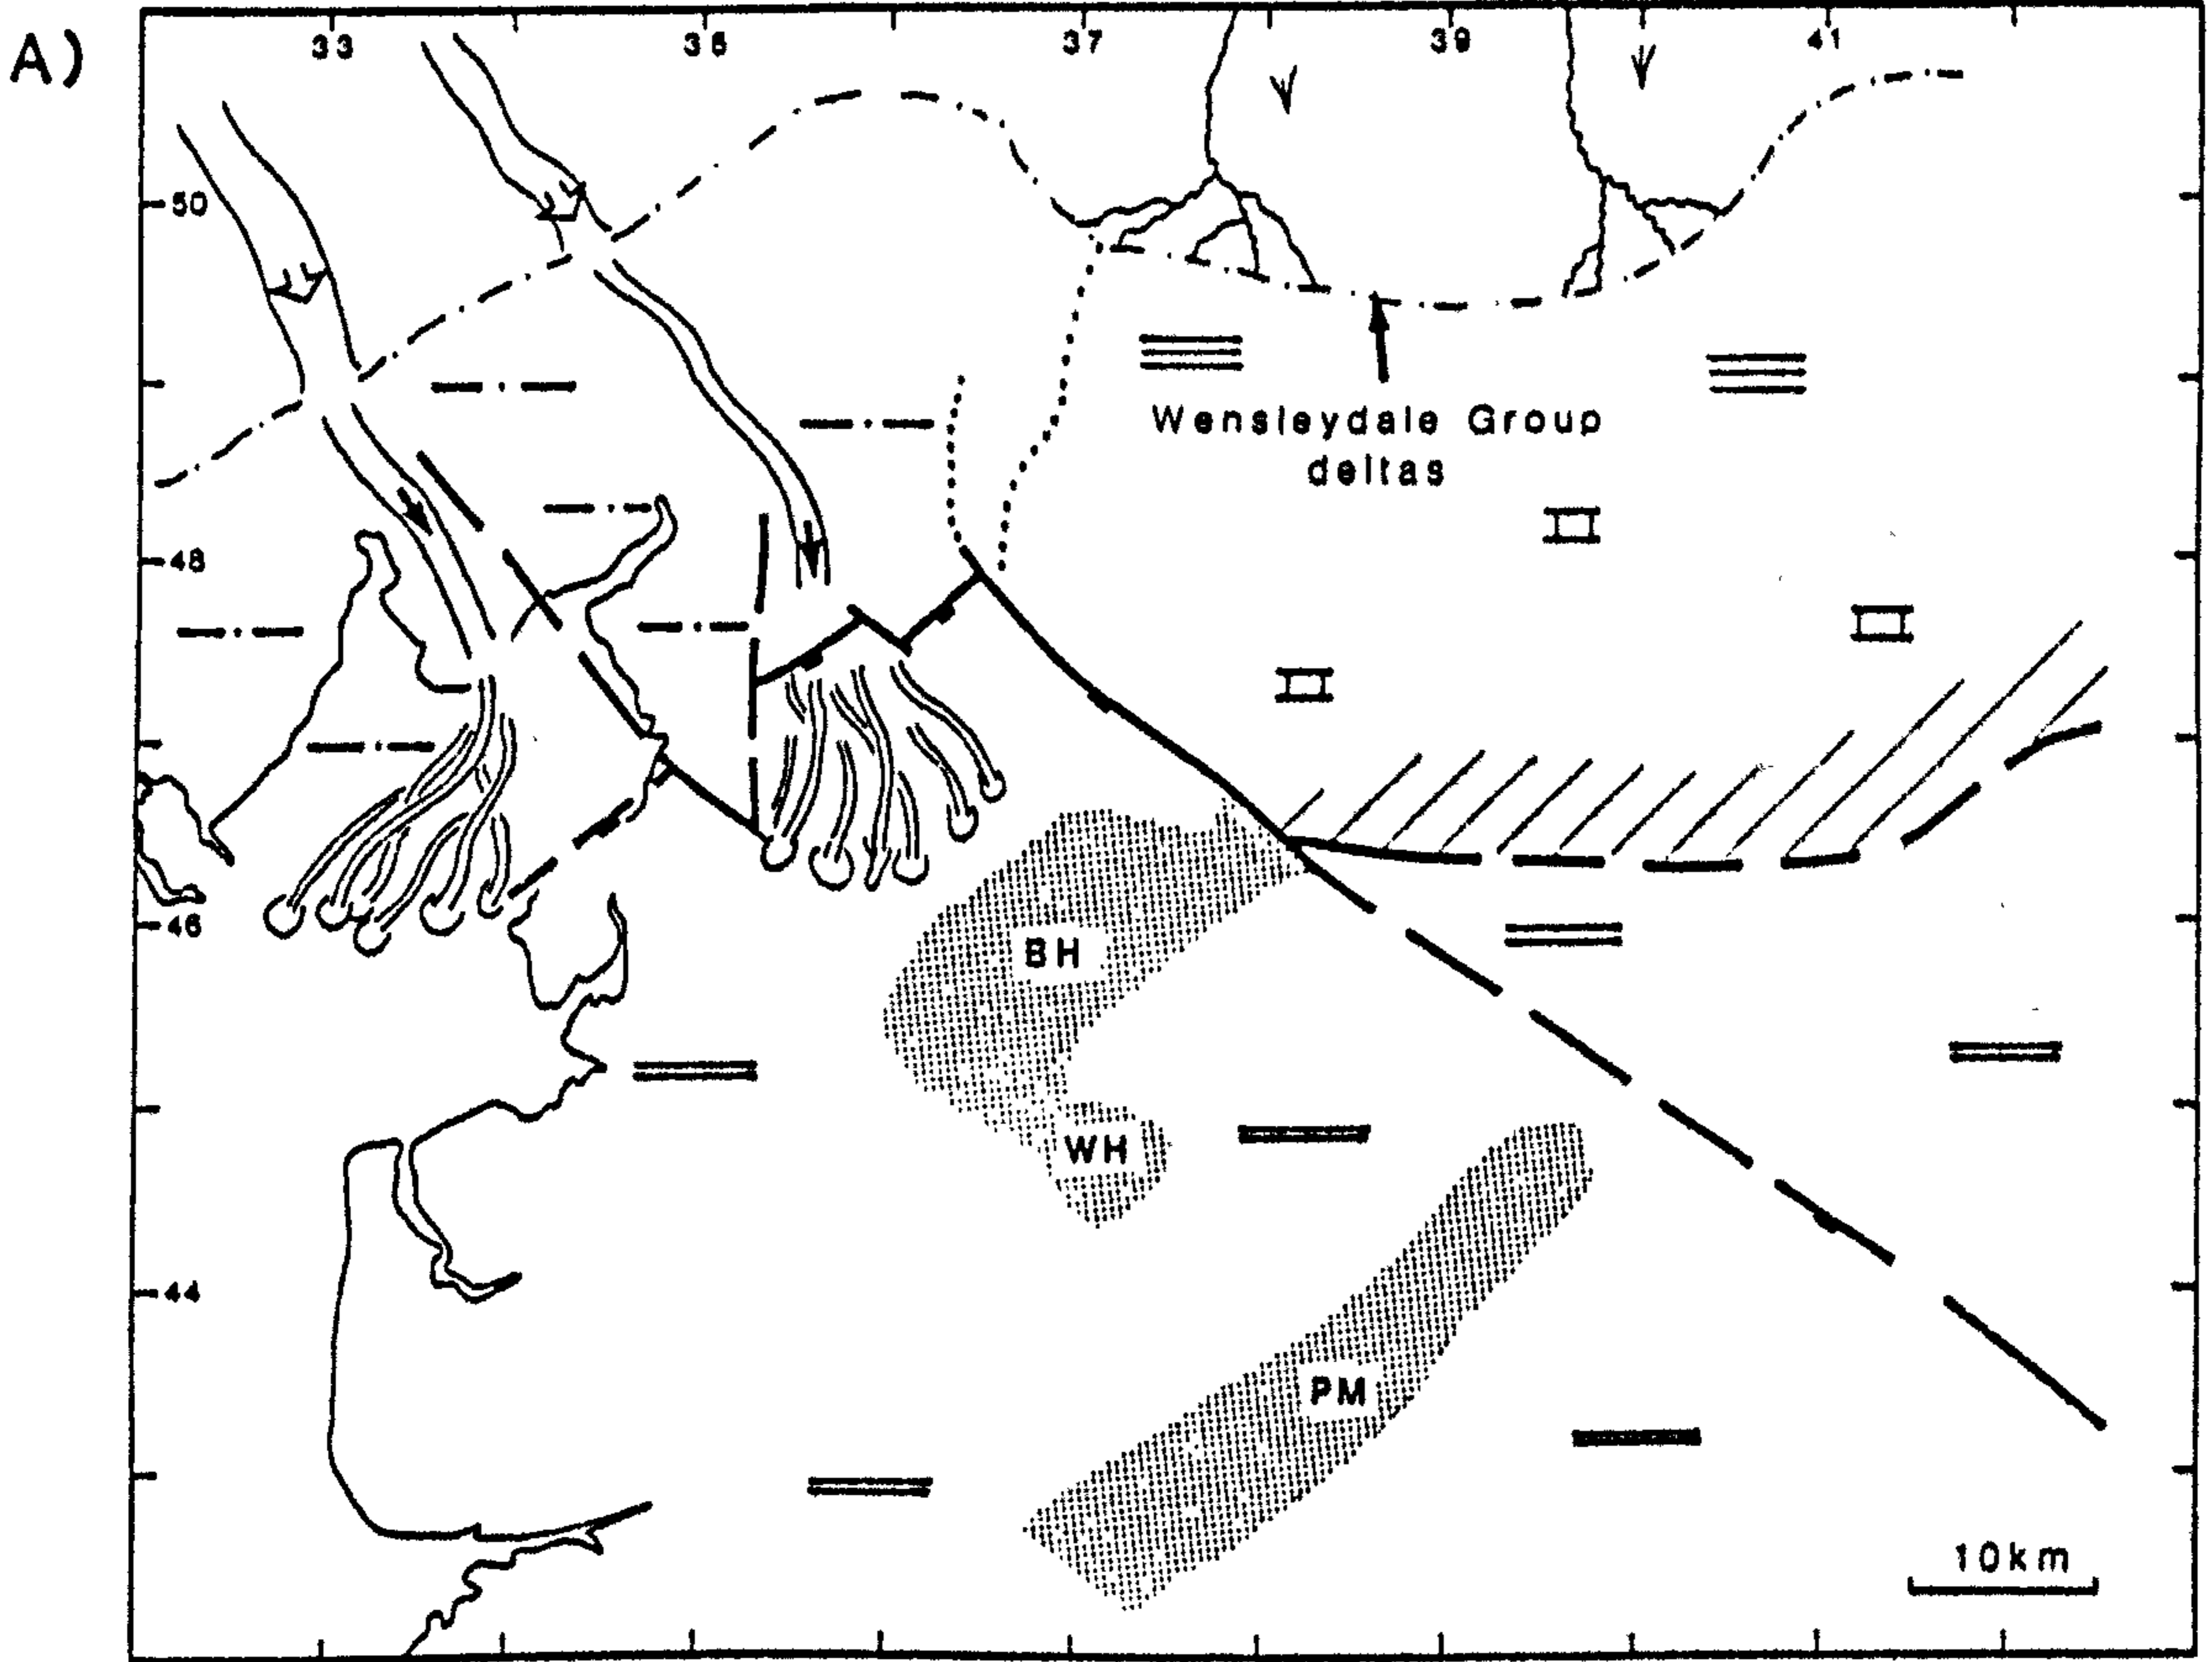 A)
33 35 37 39 41
50
Wensleydale Group
deltas
48
46
BH
WH
44
PM
10km